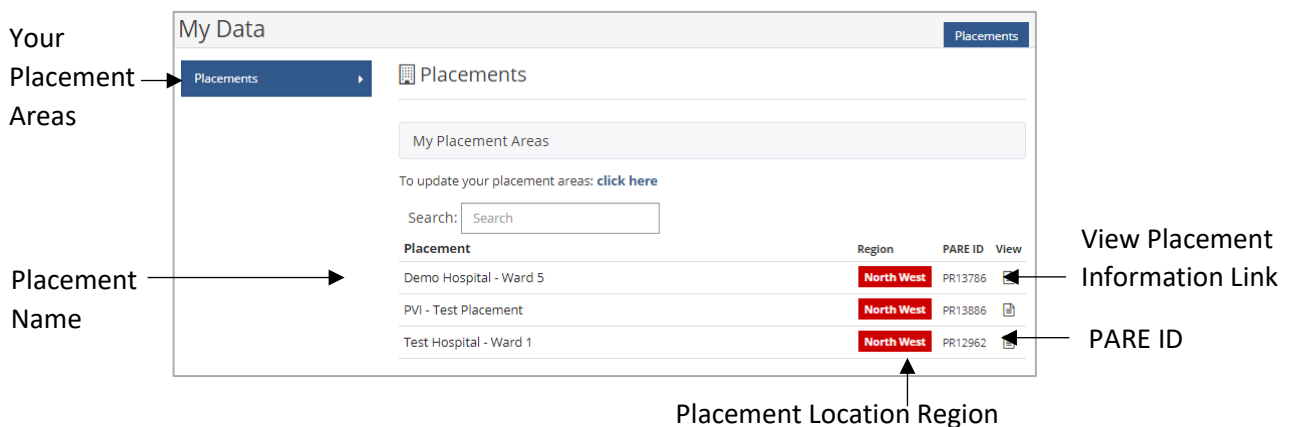 My Data
Placements
Your
Placement
Areas
Placements
Placements
My Placement Areas
To update your placement areas: click here
Search: Search
Placement Region PARE ID View
Demo Hospital - Ward 5 North West PR13786
PVI - Test Placement North West PR13886
Test Hospital - Ward 1 North West PR12962
Placement
Name
View Placement
Information Link
PARE ID
Placement Location Region